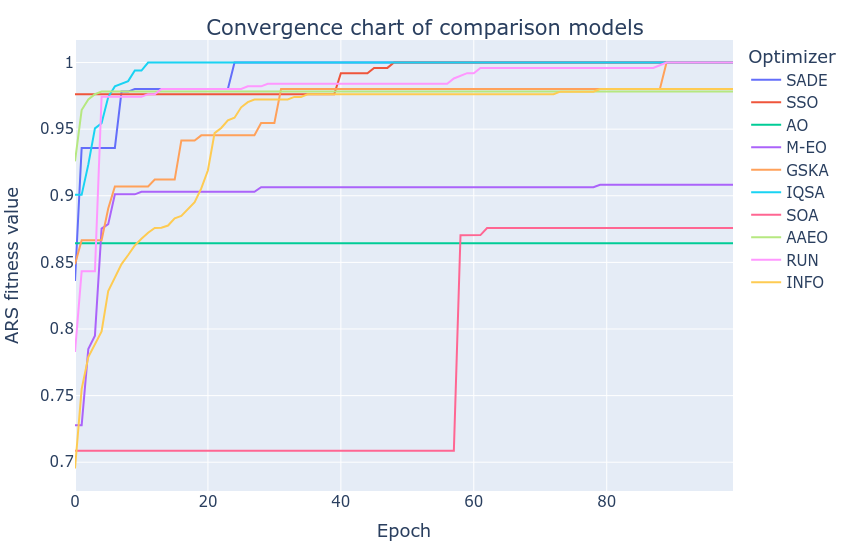 Convergence chart of comparison models
Optimizer
SADE
SSO
AO
M-EO
GSKA
IQSA
SOA
AAEO
RUN
INFO
ARS fitness value
1
0.95
0.9
0.85
0.8
0.75
0.7
0
20
40
60
80
Epoch